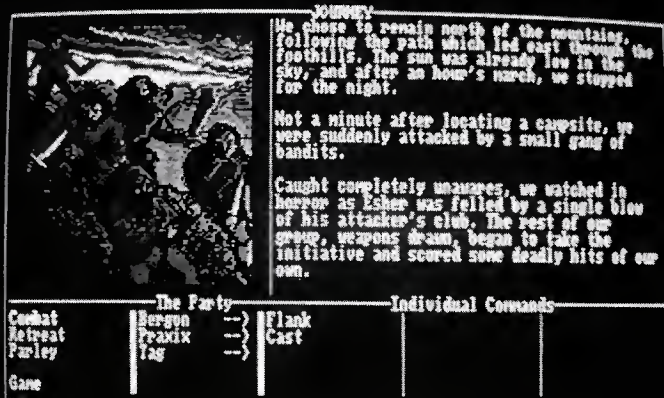 JOURNEY
We chose to remain north of the mountains,
following the path which led east through the
foothills. The sun was already low in the
sky, and after an hour's march, we stopped
for the night.
Not a minute after locating a campsite, we
were suddenly attacked by a small gang of
bandits.
Caught completely unawares, we watched in
horror as Esher was felled by a single blow
of his attacker's club. The rest of our
group, weapons drawn, began to take the
initiative and scored some deadly hits of our
own.
The Party
Individual Commands
Combat
Bergon -->
Flank
Retreat
Praxix -->
Cast
Parley
Tag -->
Game